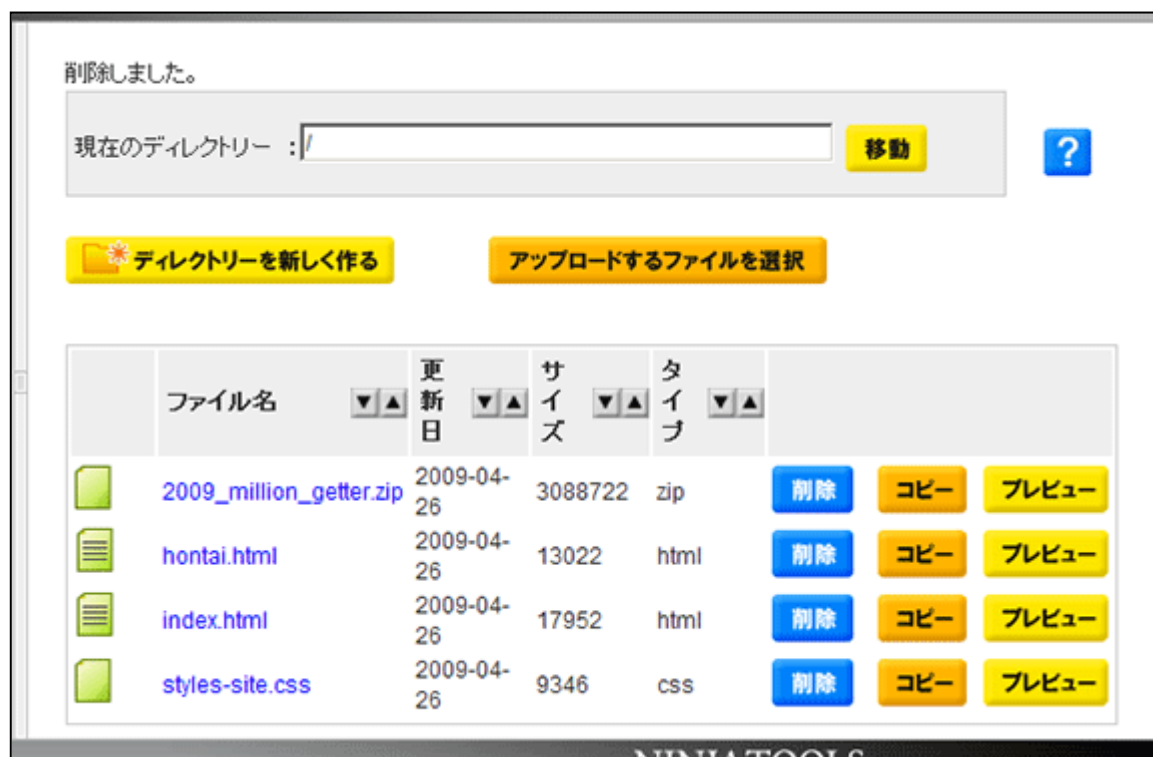 削除しました。
現在のディレクトリー :/
移動
?
ディレクトリーを新しく作る
アップロードするファイルを選択
ファイル名 ▼ ▲ 更新日 ▼ ▲ サイズ ▼ ▲ タイプ ▼ ▲
2009_million_getter.zip 2009-04-26 3088722 zip 削除 コピー プレビュー
hontai.html 2009-04-26 13022 html 削除 コピー プレビュー
index.html 2009-04-26 17952 html 削除 コピー プレビュー
styles-site.css 2009-04-26 9346 css 削除 コピー プレビュー
NINJATOOLS